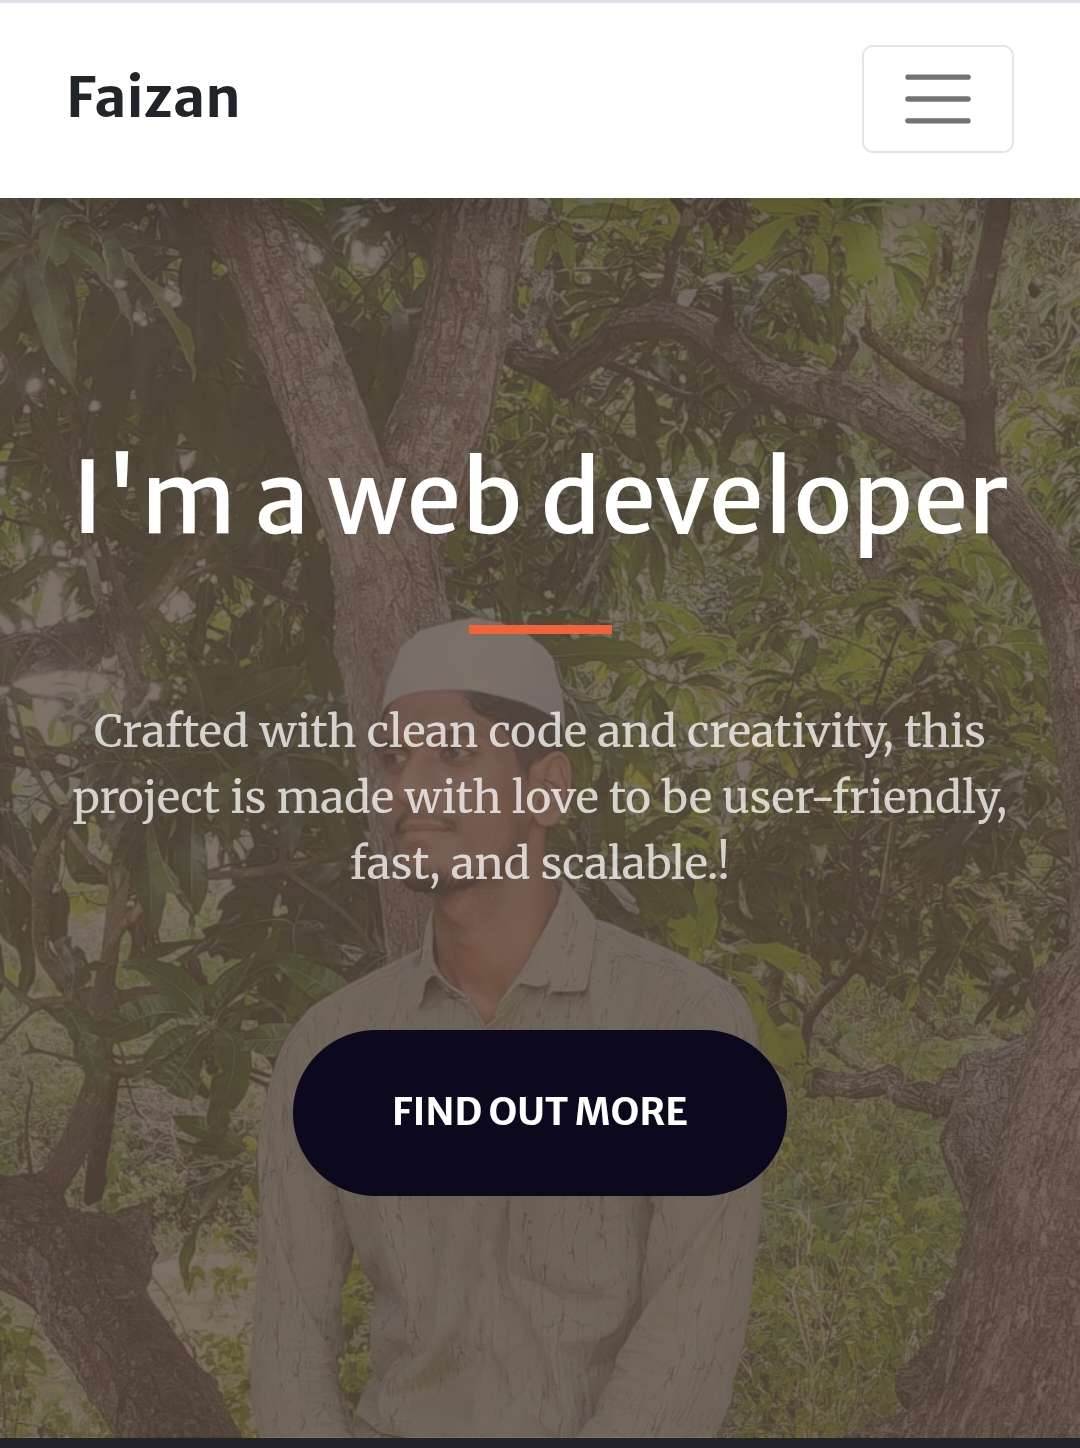 Faizan
I'm a web developer
Crafted with clean code and creativity, this
project is made with love to be user-friendly,
fast, and scalable.!
FIND OUT MORE